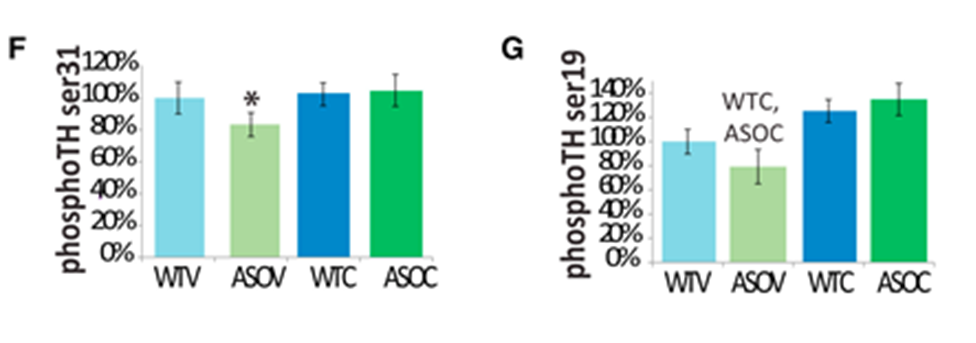 F
phosphoTH ser31
120%
100%
80%
60%
40%
20%
0%
*
WTV ASOV WTC ASOC
G
phosphoTH ser19
140%
120%
100%
80%
60%
40%
20%
0%
WTC,
ASOC
WTV ASOV WTC ASOC